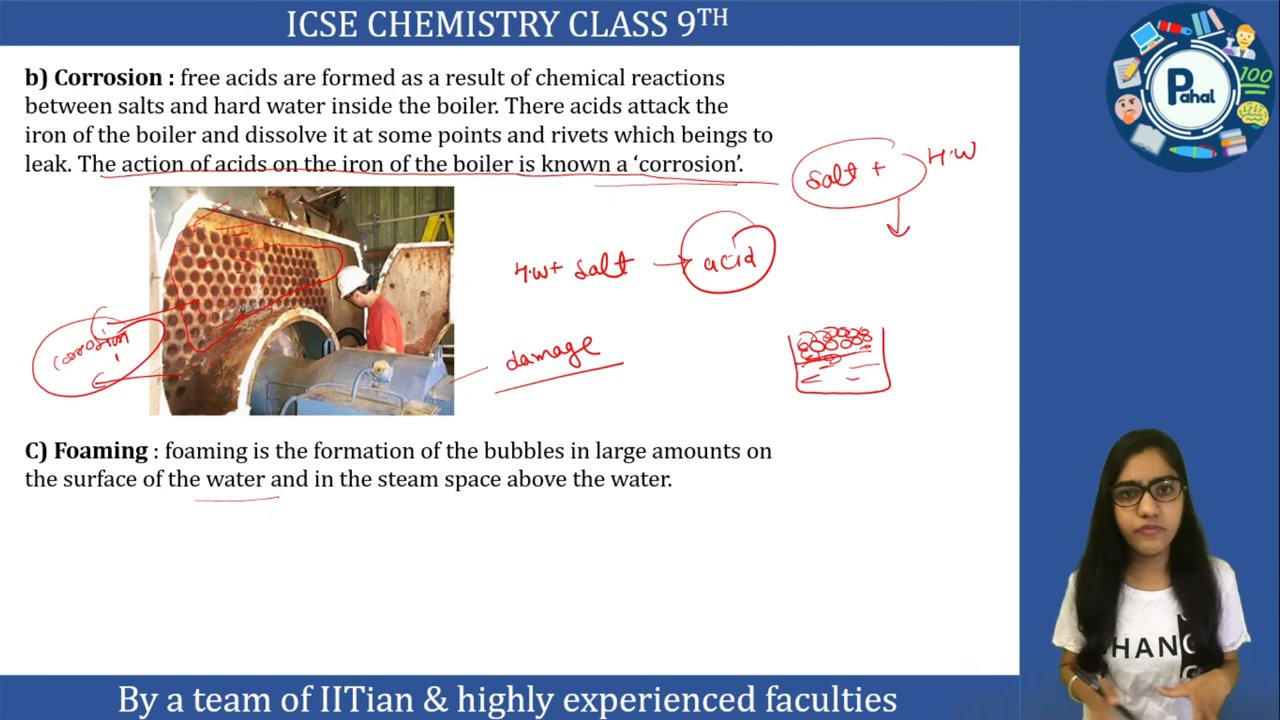 ICSE CHEMISTRY CLASS 9TH
b) Corrosion : free acids are formed as a result of chemical reactions
between salts and hard water inside the boiler. There acids attack the
iron of the boiler and dissolve it at some points and rivets which beings to
leak. The action of acids on the iron of the boiler is known a ‘corrosion’.
salt + H.W
H.W+ salt → acid
corrosion
damage
C) Foaming : foaming is the formation of the bubbles in large amounts on
the surface of the water and in the steam space above the water.
Pahal
100
CHANG
By a team of IITian & highly experienced faculties